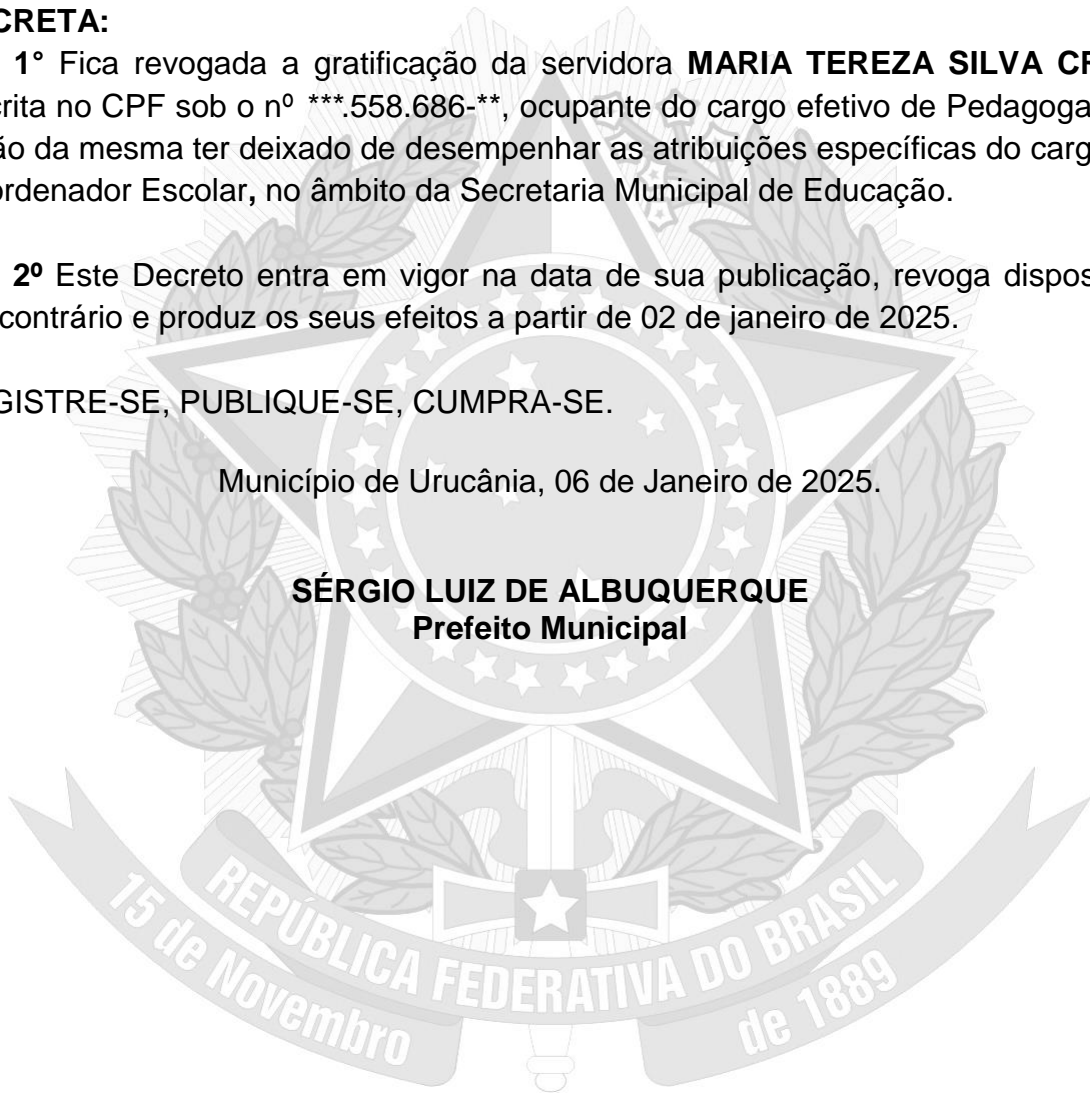 CRETA:
1° Fica revogada a gratificação da servidora MARIA TEREZA SILVA CR
crita no CPF sob o nº ***.558.686-**, ocupante do cargo efetivo de Pedagoga
ão da mesma ter deixado de desempenhar as atribuições específicas do carg
ordenador Escolar, no âmbito da Secretaria Municipal de Educação.
2º Este Decreto entra em vigor na data de sua publicação, revoga dispos
contrário e produz os seus efeitos a partir de 02 de janeiro de 2025.
GISTRE-SE, PUBLIQUE-SE, CUMPRA-SE.
Município de Urucânia, 06 de Janeiro de 2025.
SÉRGIO LUIZ DE ALBUQUERQUE
Prefeito Municipal
REPÚBLICA FEDERATIVA DO BRASIL
15 de Novembro de 1889